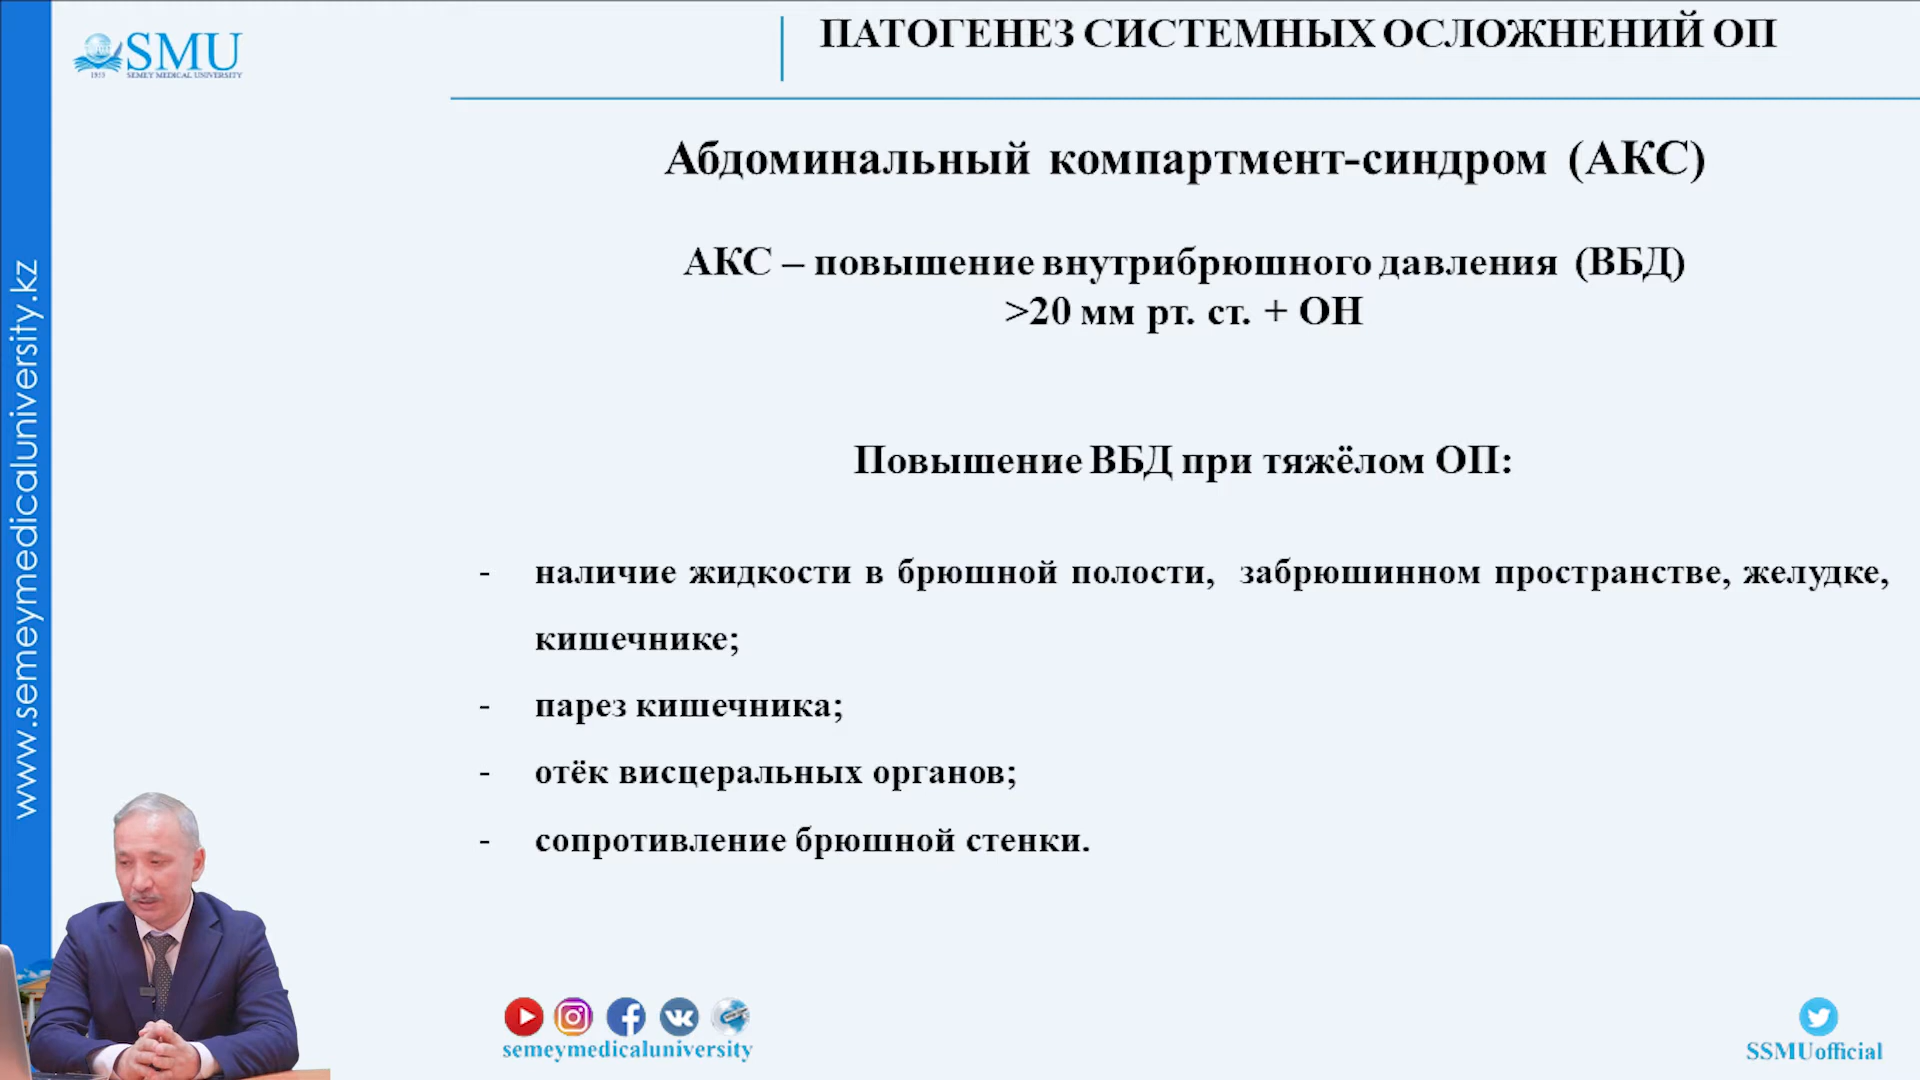 SMU
1953
SEMEY MEDICAL UNIVERSITY
ПАТОГЕНЕЗ СИСТЕМНЫХ ОСЛОЖНЕНИЙ ОП
www.semeymedicaluniversity.kz
Абдоминальный компартмент-синдром (АКС)
АКС – повышение внутрибрюшного давления (ВБД)
>20 мм рт. ст. + ОН
Повышение ВБД при тяжёлом ОП:
- наличие жидкости в брюшной полости, забрюшинном пространстве, желудке,
кишечнике;
- парез кишечника;
- отёк висцеральных органов;
- сопротивление брюшной стенки.
semeymedicaluniversity
SSMUofficial